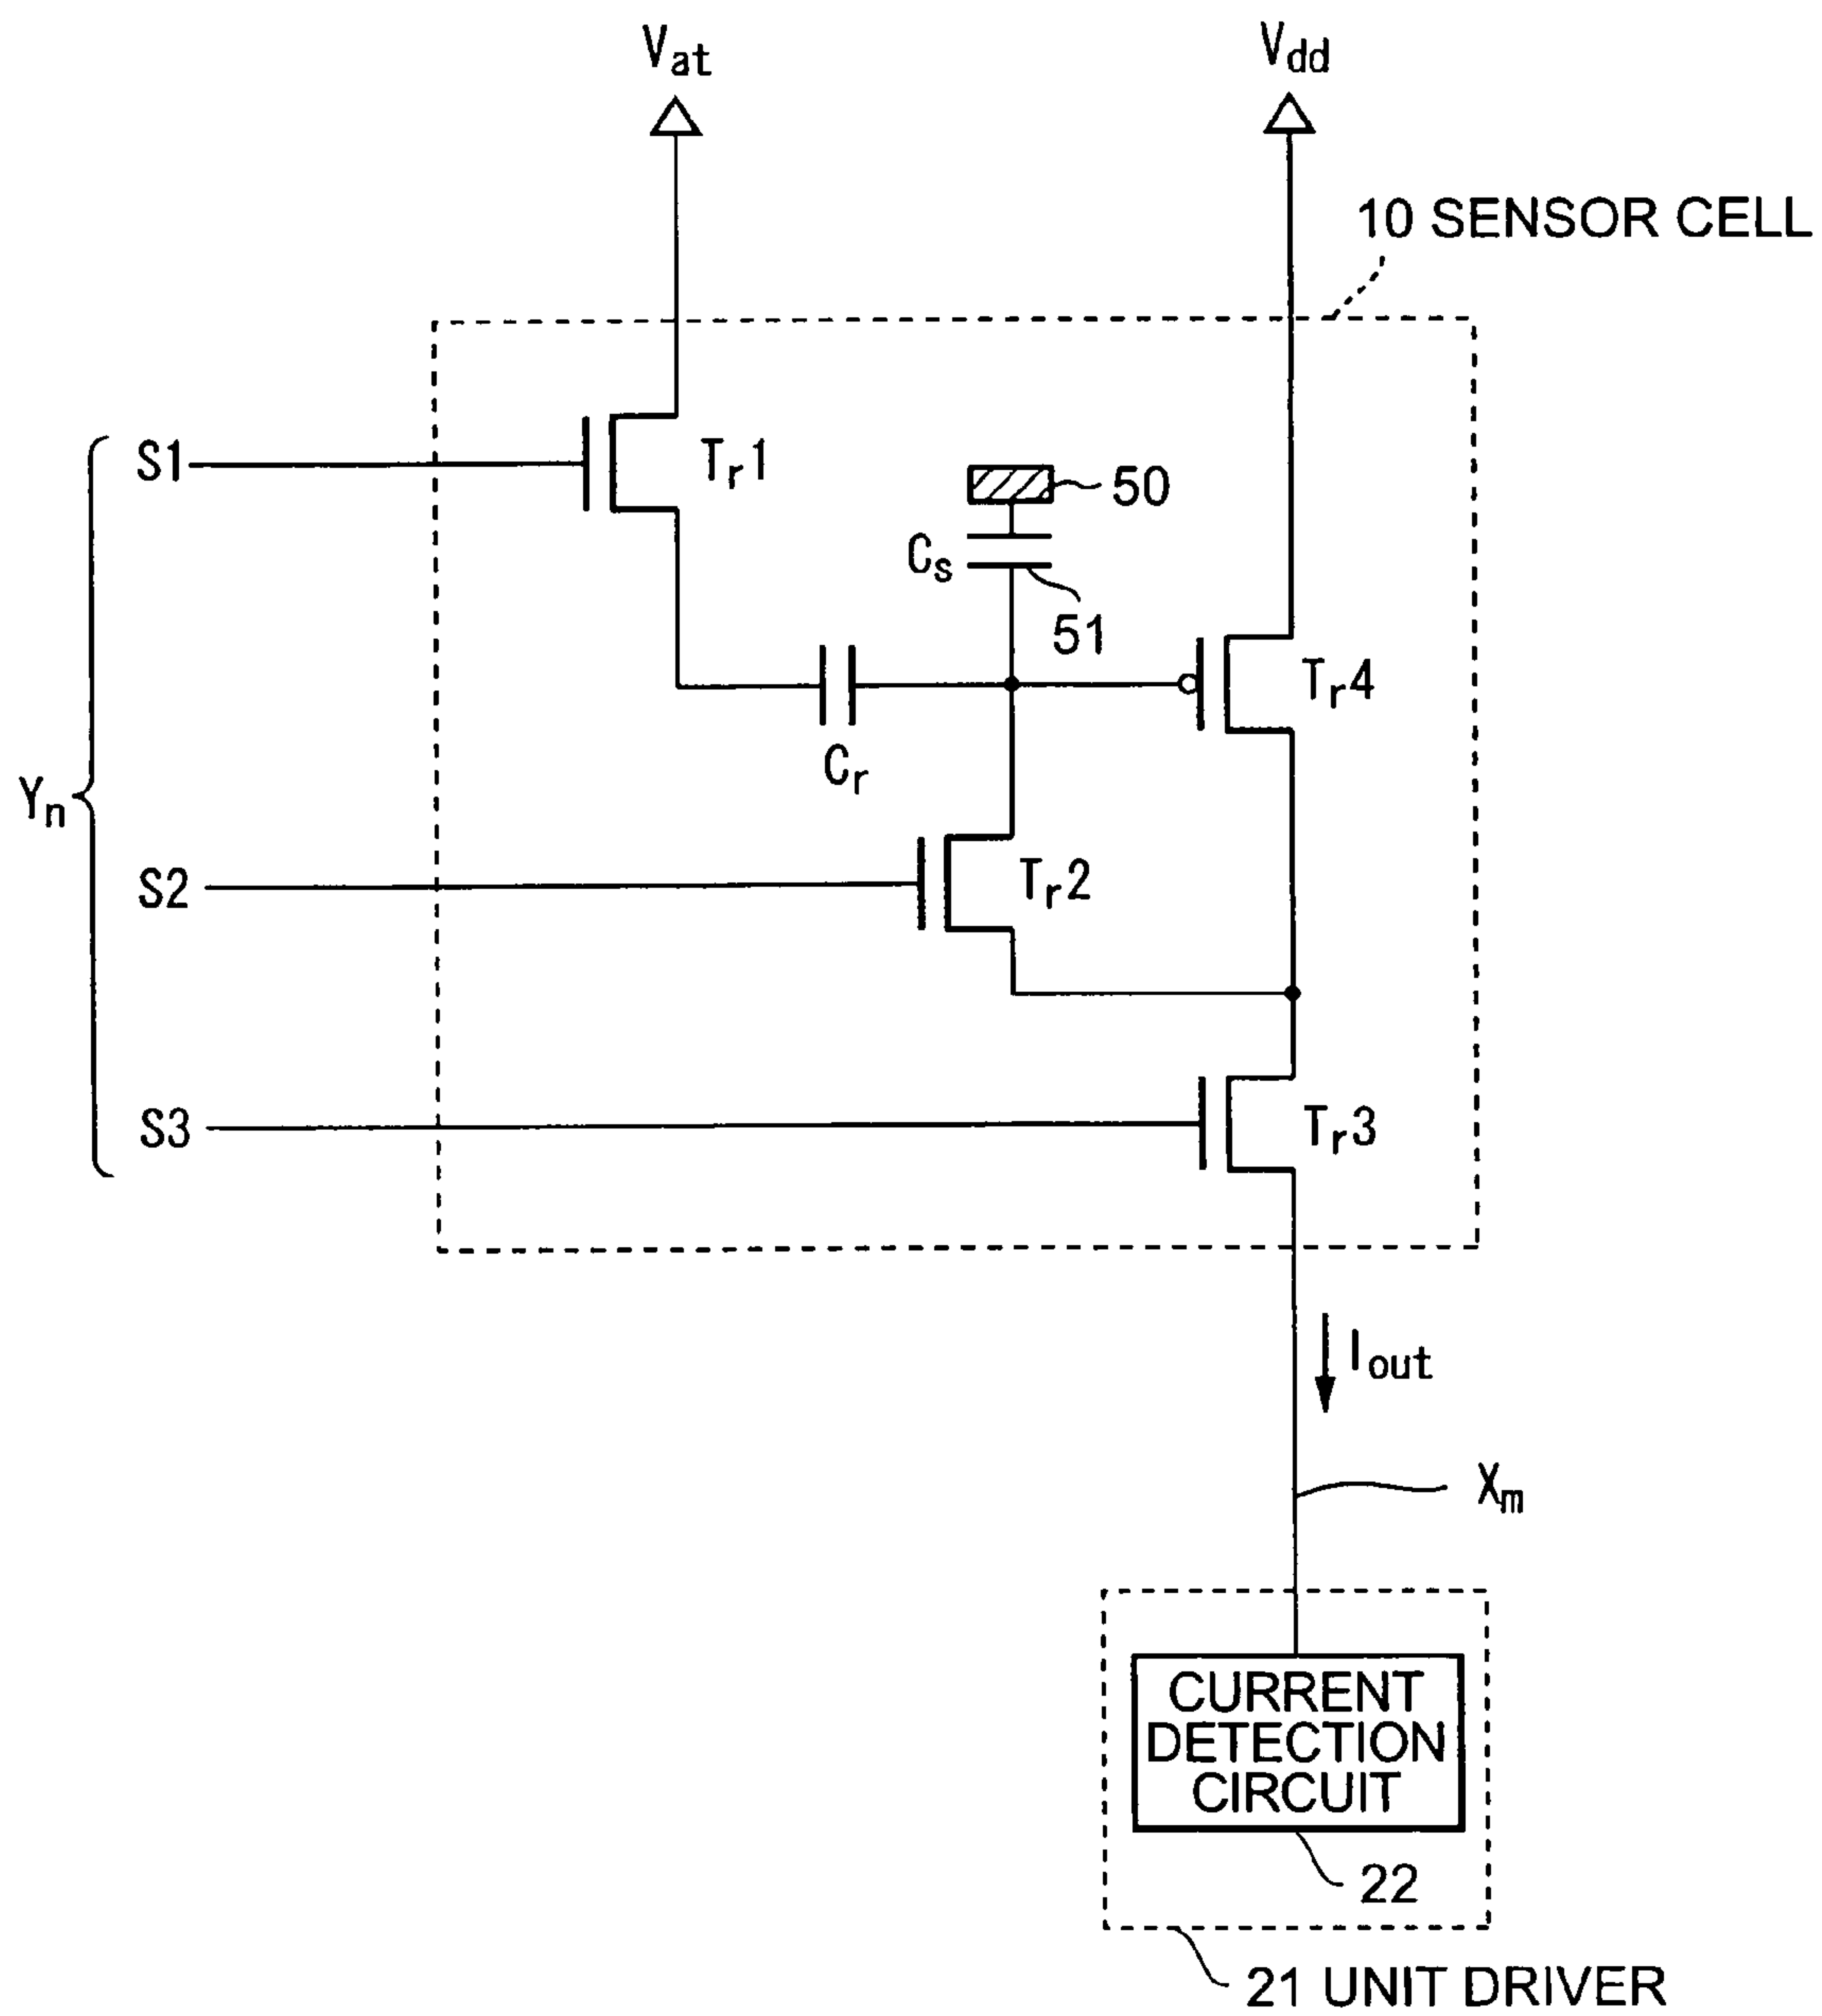 Vat
Vdd
10 SENSOR CELL
S1
Tr1
50
Cs
51
Tr4
Cr
Yn
S2
Tr2
S3
Tr3
Iout
Xm
CURRENT
DETECTION
CIRCUIT
22
21 UNIT DRIVER